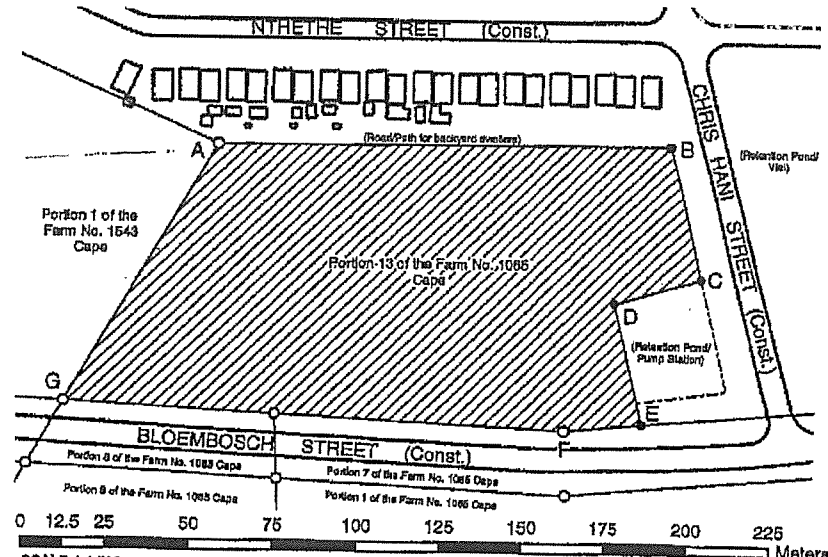 NTHETHE STREET (Const.)
CHRIS HANI STREET (Const.)
(Retention Pond/
Vlei)
(Road/Path for backyard dwellers)
A
B
Portion 1 of the
Farm No. 1543
Cape
Portion 13 of the Farm No. 1065
Cape
C
D
(Retention Pond/
Pump Station)
G
E
F
BLOEMBOSCH STREET (Const.)
Portion 8 of the Farm No. 1065 Cape
Portion 7 of the Farm No. 1065 Cape
Portion 9 of the Farm No. 1065 Cape
Portion 1 of the Farm No. 1065 Cape
0 12.5 25 50 75 100 125 150 175 200 225
Meters